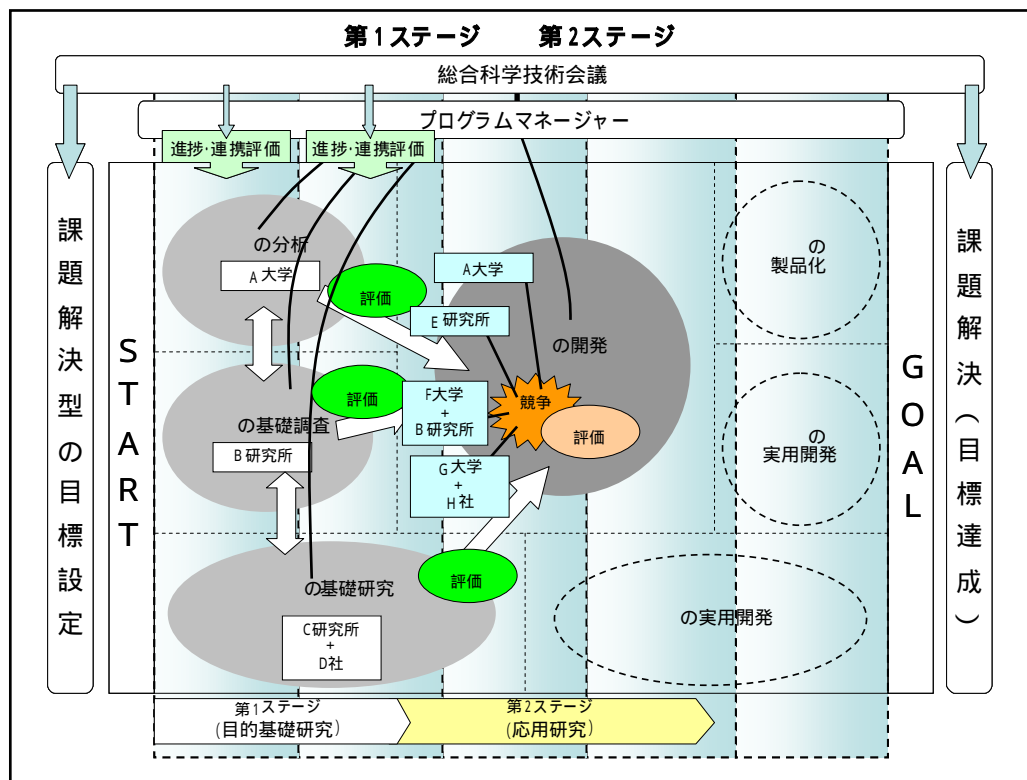 第1ステージ 第2ステージ
総合科学技術会議
プログラムマネージャー
進捗・連携評価
進捗・連携評価
課題解決型の目標設定
START
の分析
A大学
評価
A大学
E研究所
の開発
の基礎調査
B研究所
評価
F大学
+
B研究所
競争
評価
G大学
+
H社
の基礎研究
C研究所
+
D社
評価
の
製品化
の
実用開発
の実用開発
GOAL
課題解決(目標達成)
第1ステージ
(目的基礎研究)
第2ステージ
(応用研究)